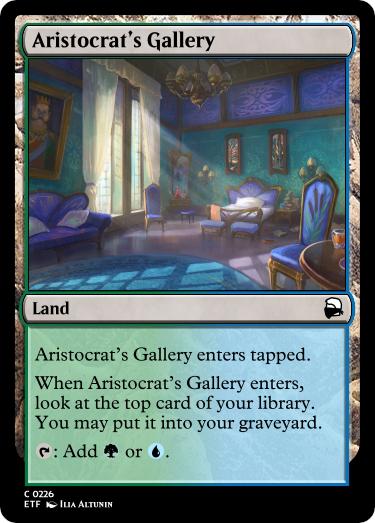 Aristocrat's Gallery
Land
Aristocrat's Gallery enters tapped.
When Aristocrat's Gallery enters,
look at the top card of your library.
You may put it into your graveyard.
: Add or .
C 0226
ETF Ilia Altunin